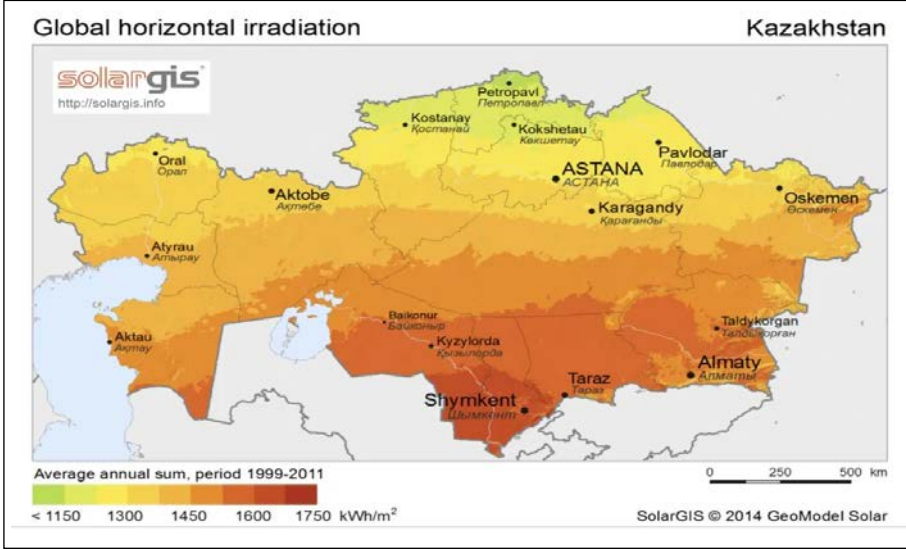 Global horizontal irradiation
Kazakhstan
solargis
http://solargis.info
Petropavl
Петропавл
Kostanay
Қостанай
Kokshetau
Көкшетау
Pavlodar
Павлодар
Oral
Орал
ASTANA
АСТАНА
Aktobe
Ақтөбе
Oskemen
Өскемен
Karagandy
Қарағанды
Atyrau
Атырау
Baikonur
Байконыр
Taldykorgan
Талдықорған
Aktau
Ақтау
Kyzylorda
Қызылорда
Almaty
Алматы
Taraz
Тараз
Shymkent
Шымкент
Average annual sum, period 1999-2011
0 250 500 km
< 1150 1300 1450 1600 1750 kWh/m²
SolarGIS © 2014 GeoModel Solar